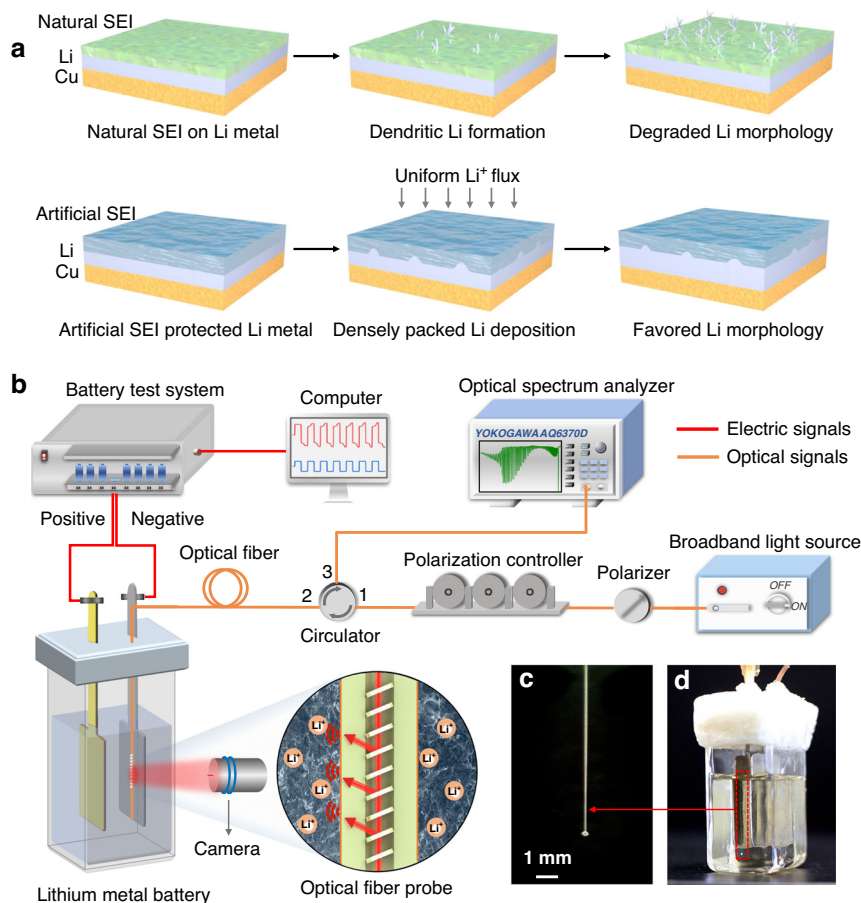 a
Natural SEI
Li
Cu
Natural SEI on Li metal
Dendritic Li formation
Degraded Li morphology
Uniform Li⁺ flux
Artificial SEI
Li
Cu
Artificial SEI protected Li metal
Densely packed Li deposition
Favored Li morphology
b
Battery test system
Computer
Optical spectrum analyzer
YOKOGAWA AQ6370D
Electric signals
Optical signals
Positive
Negative
Optical fiber
3
2
1
Circulator
Polarization controller
Polarizer
Broadband light source
OFF
ON
Li⁺
Li⁺
Li⁺
Li⁺
Li⁺
Li⁺
Li⁺
Camera
Lithium metal battery
Optical fiber probe
c
1 mm
d